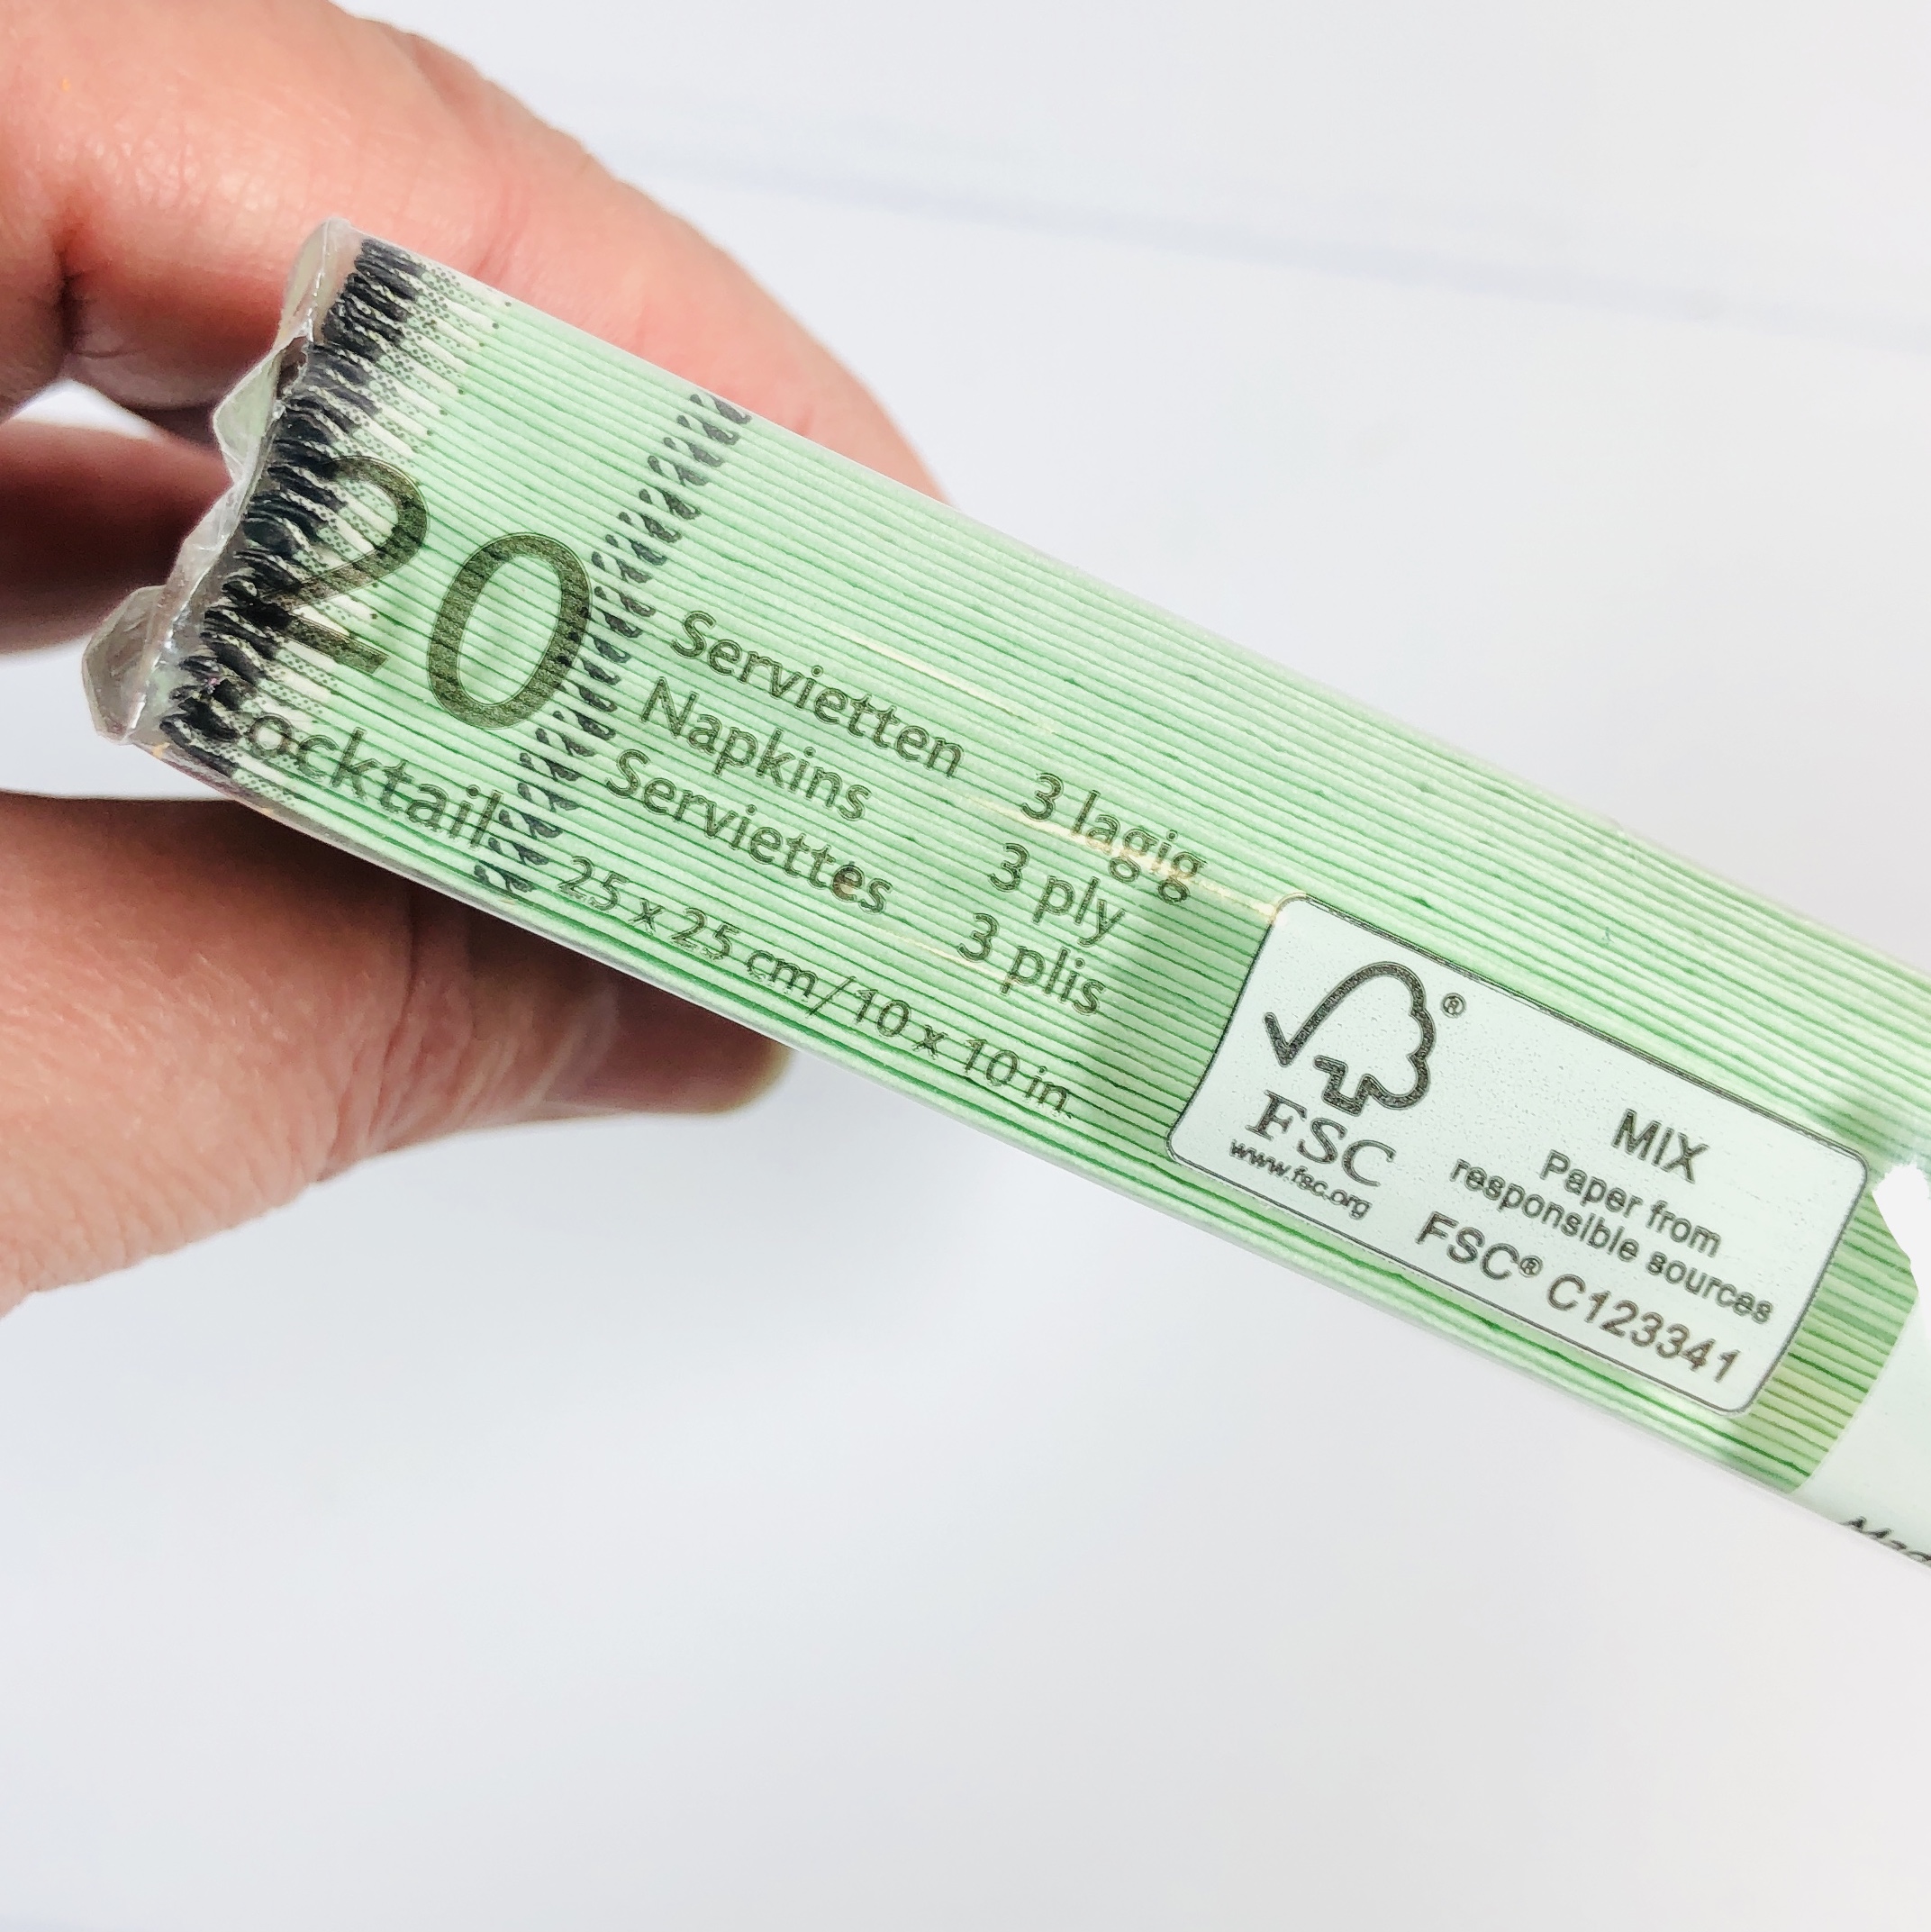 20
Servietten 3 lagig
Napkins 3 ply
Serviettes 3 plis
Cocktail 25 x 25 cm/10 x 10 in.
®
FSC
www.fsc.org
MIX
Paper from
responsible sources
FSC® C123341